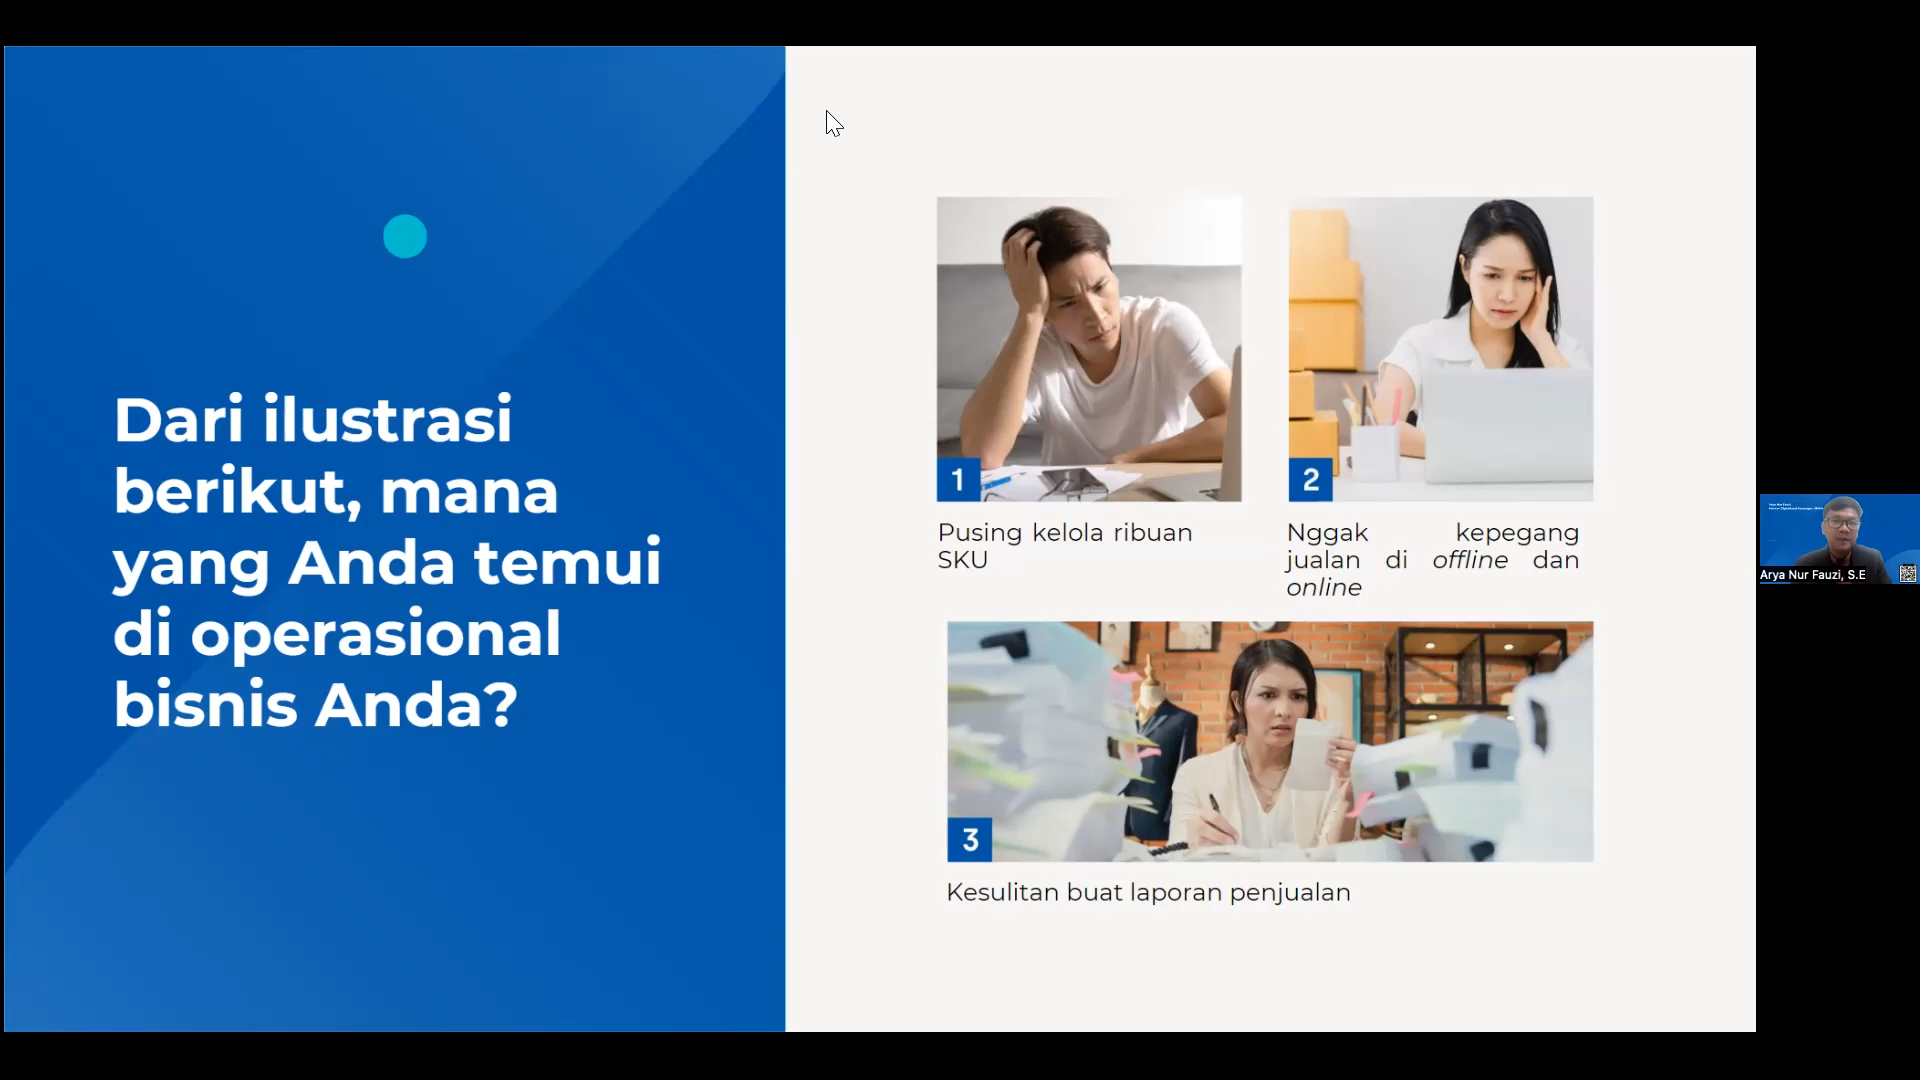 Dari ilustrasi
berikut, mana
yang Anda temui
di operasional
bisnis Anda?
1
Pusing kelola ribuan
SKU
2
Nggak kepegang
jualan di offline dan
online
3
Kesulitan buat laporan penjualan
Arya Nur Fauzi, S.E